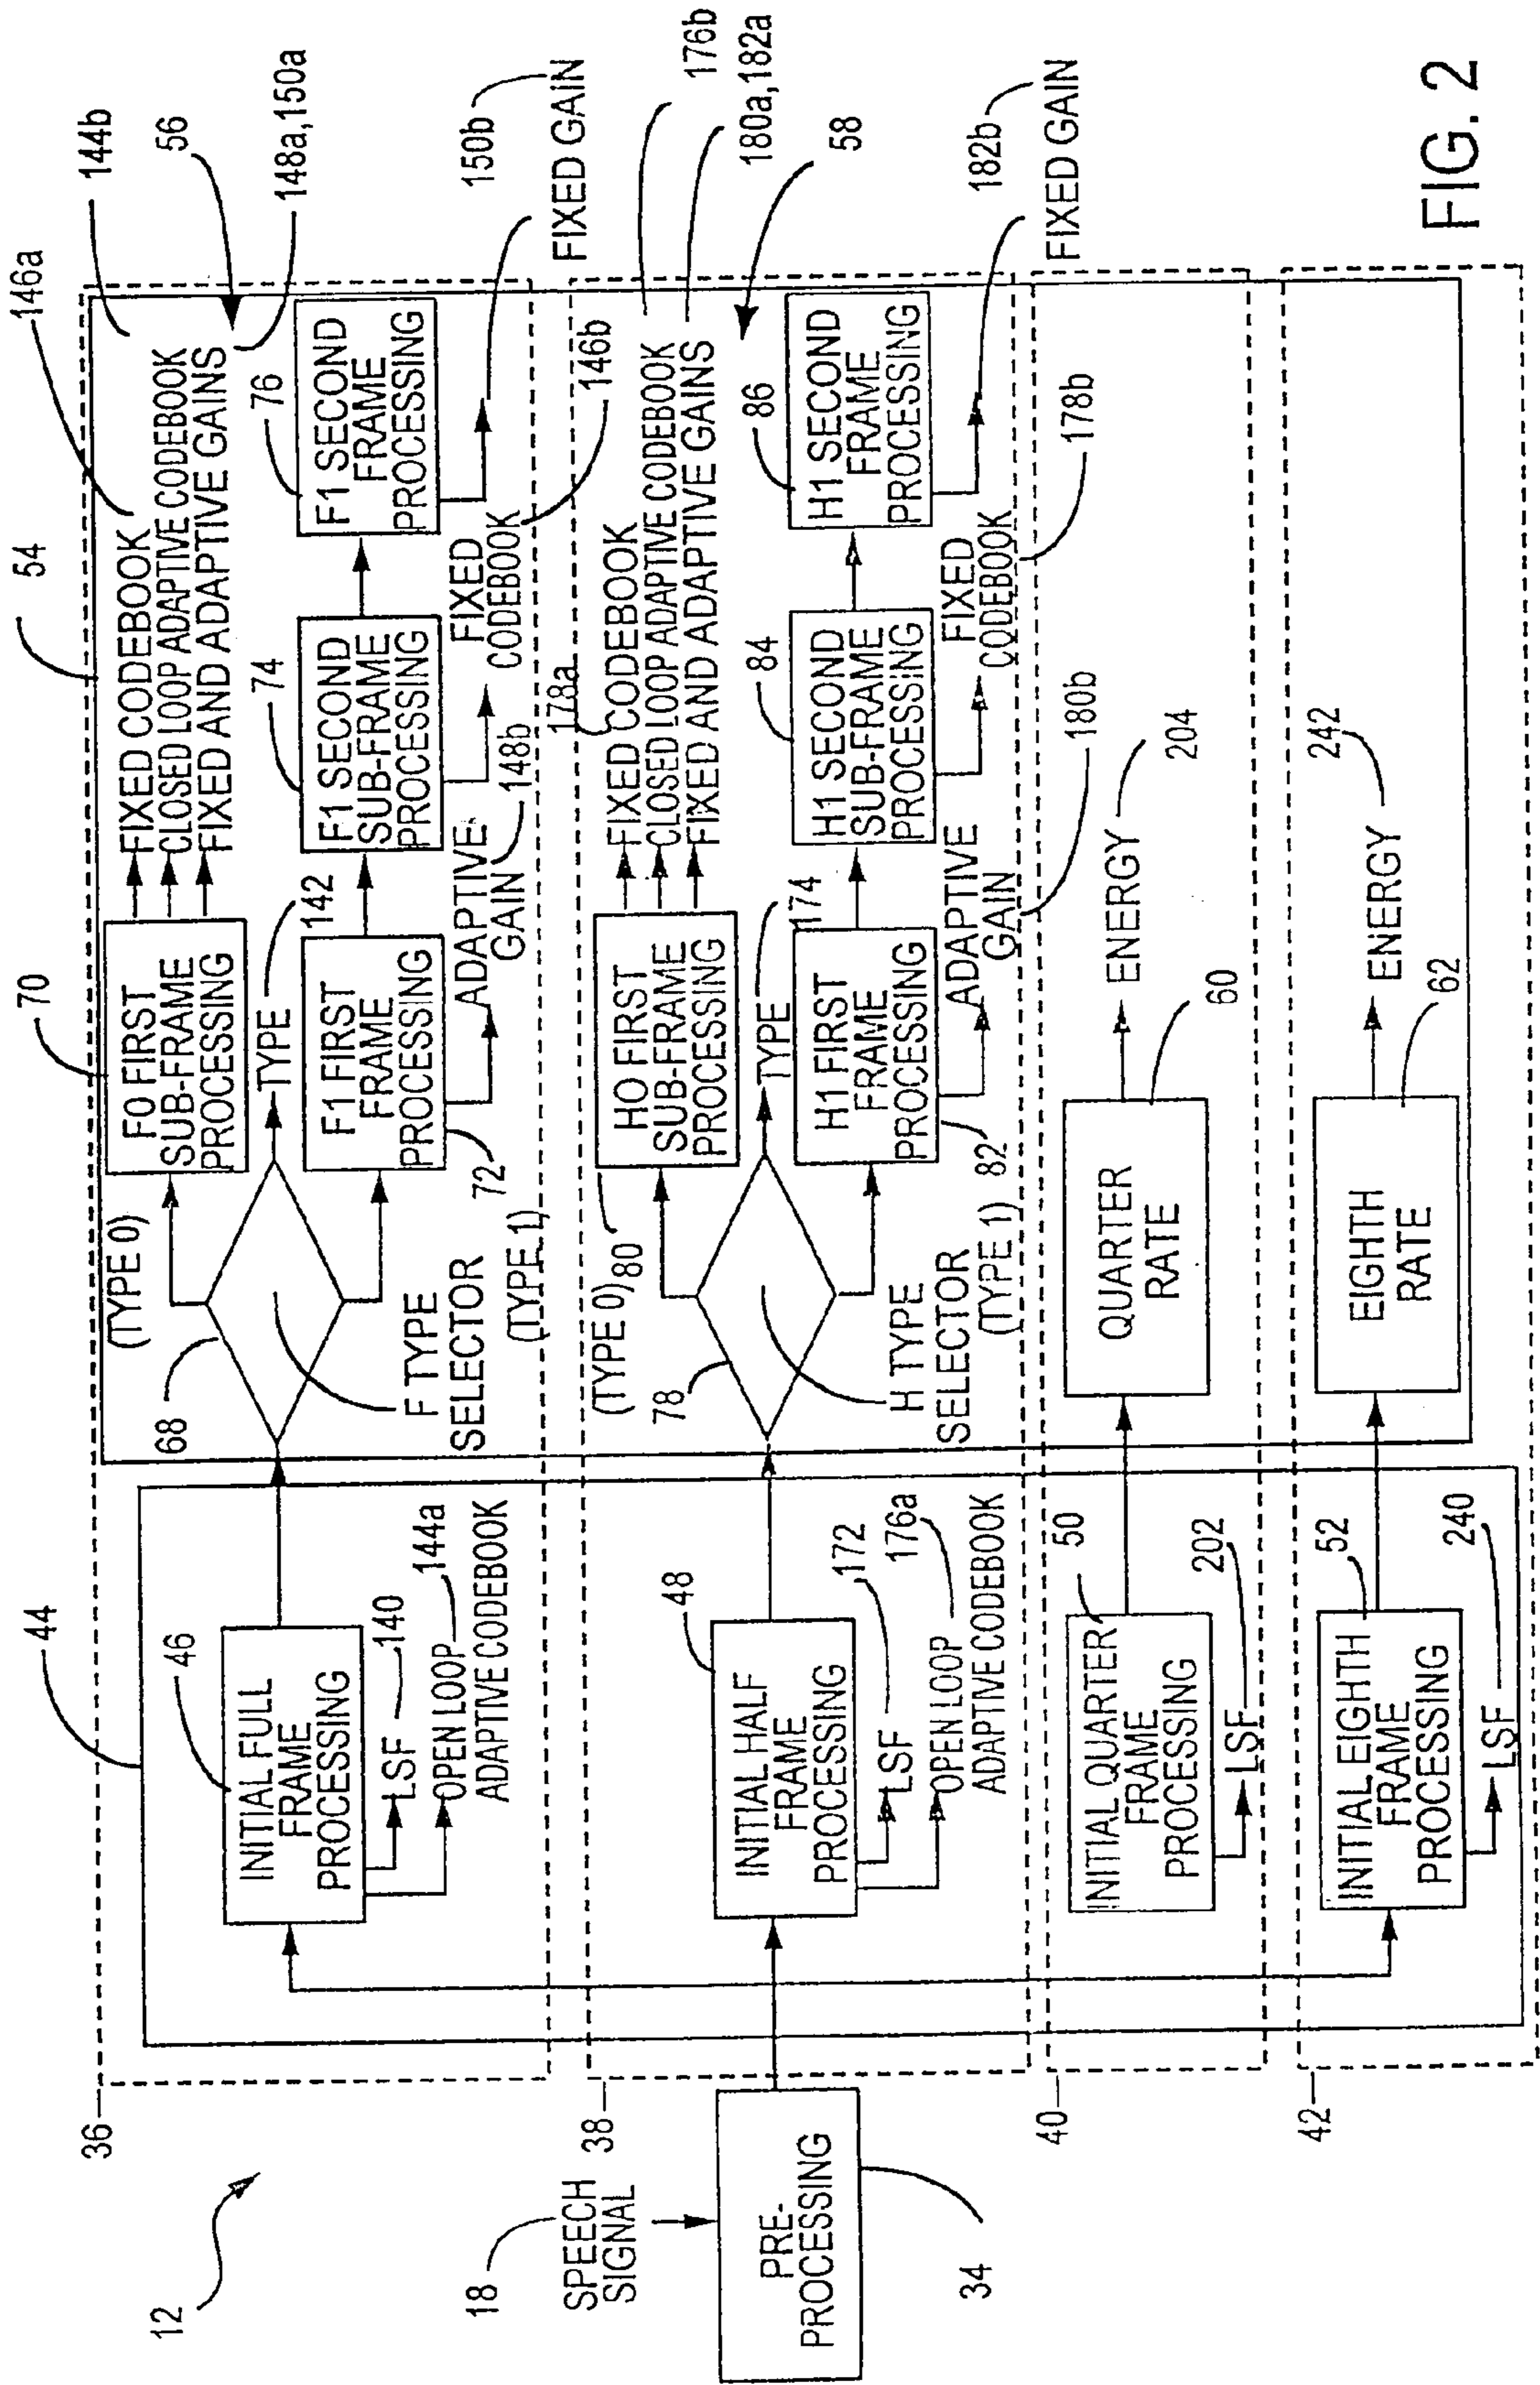 12
18
SPEECH
SIGNAL
PRE-
PROCESSING
34
36
38
40
42
44
46
INITIAL FULL
FRAME
PROCESSING
LSF
140
OPEN LOOP
ADAPTIVE CODEBOOK
144a
48
INITIAL HALF
FRAME
PROCESSING
LSF
172
OPEN LOOP
ADAPTIVE CODEBOOK
176a
50
INITIAL QUARTER
FRAME
PROCESSING
LSF
202
52
INITIAL EIGHTH
FRAME
PROCESSING
LSF
240
54
68
(TYPE 0)
F TYPE
SELECTOR
(TYPE 1)
TYPE
142
70
F0 FIRST
SUB-FRAME
PROCESSING
FIXED CODEBOOK
CLOSED LOOP ADAPTIVE CODEBOOK
FIXED AND ADAPTIVE GAINS
146a
144b
56
148a,150a
72
F1 FIRST
FRAME
PROCESSING
ADAPTIVE
GAIN
148b
74
F1 SECOND
SUB-FRAME
PROCESSING
FIXED
CODEBOOK
146b
76
F1 SECOND
FRAME
PROCESSING
150b
FIXED GAIN
78
(TYPE 0)
H TYPE
SELECTOR
(TYPE 1)
TYPE
174
80
HO FIRST
SUB-FRAME
PROCESSING
178a
FIXED CODEBOOK
CLOSED LOOP ADAPTIVE CODEBOOK
FIXED AND ADAPTIVE GAINS
176b
180a,182a
58
82
H1 FIRST
FRAME
PROCESSING
ADAPTIVE
GAIN
180b
84
H1 SECOND
SUB-FRAME
PROCESSING
FIXED
CODEBOOK
178b
86
H1 SECOND
FRAME
PROCESSING
182b
FIXED GAIN
QUARTER
RATE
60
ENERGY
204
EIGHTH
RATE
62
ENERGY
242
FIG. 2